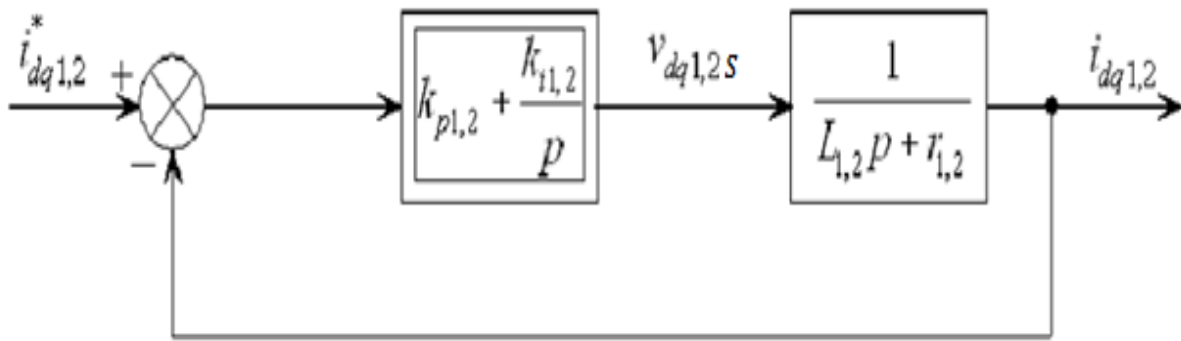 i*dq1,2
+
−
kp1,2 + ki1,2/p
vdq1,2s
1/(L1,2p + r1,2)
idq1,2